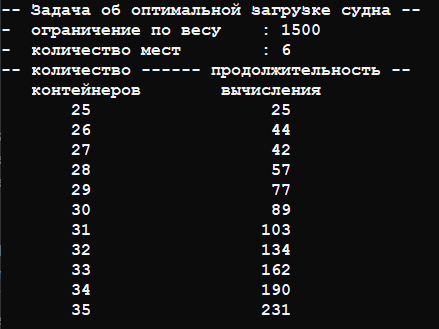 -- Задача об оптимальной загрузке судна --
- ограничение по весу : 1500
- количество мест : 6
-- количество ------ продолжительность --
контейнеров вычисления
25 25
26 44
27 42
28 57
29 77
30 89
31 103
32 134
33 162
34 190
35 231